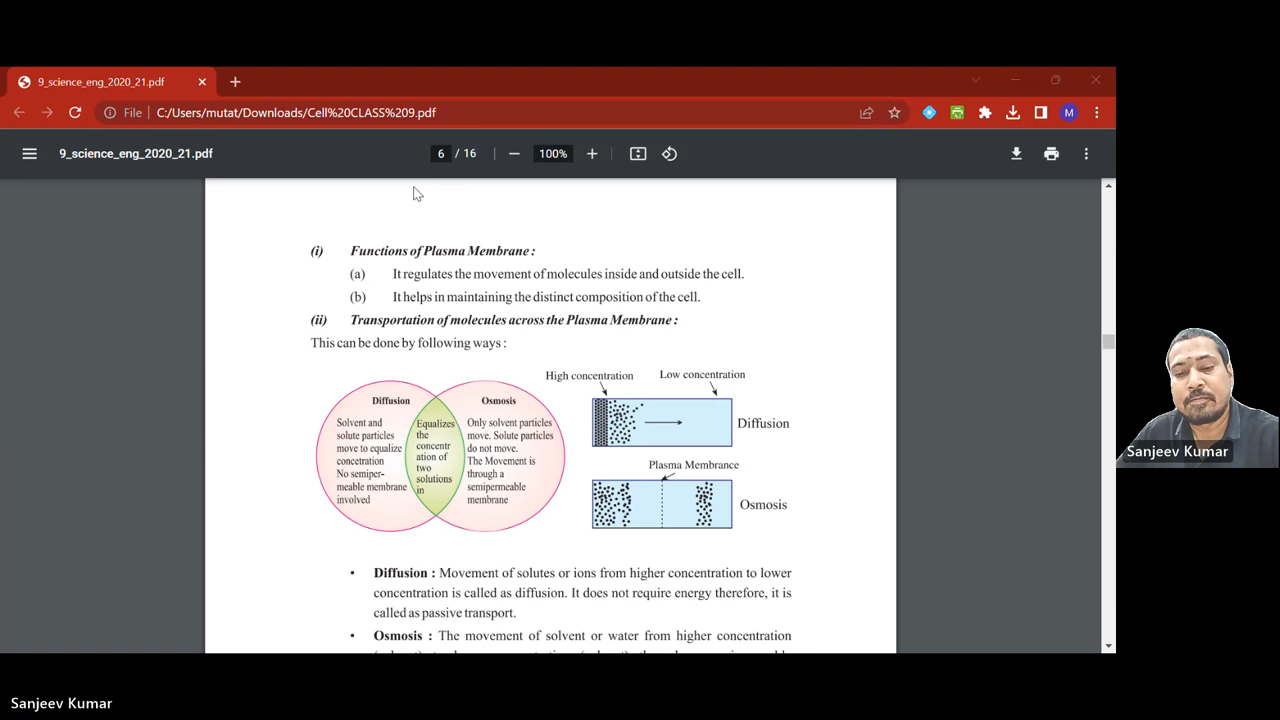 9_science_eng_2020_21.pdf
File
C:/Users/mutat/Downloads/Cell%20CLASS%209.pdf
M
9_science_eng_2020_21.pdf
6 / 16
100%
(i) Functions of Plasma Membrane :
(a) It regulates the movement of molecules inside and outside the cell.
(b) It helps in maintaining the distinct composition of the cell.
(ii) Transportation of molecules across the Plasma Membrane :
This can be done by following ways :
Diffusion
Solvent and
solute particles
move to equalize
concetration
No semiper-
meable membrane
involved
Equalizes
the
concentr
ation of
two
solutions
in
Osmosis
Only solvent particles
move. Solute particles
do not move.
The Movement is
through a
semipermeable
membrane
High concentration
Low concentration
Diffusion
Plasma Membrance
Osmosis
• Diffusion : Movement of solutes or ions from higher concentration to lower
concentration is called as diffusion. It does not require energy therefore, it is
called as passive transport.
• Osmosis : The movement of solvent or water from higher concentration
Sanjeev Kumar
Sanjeev Kumar